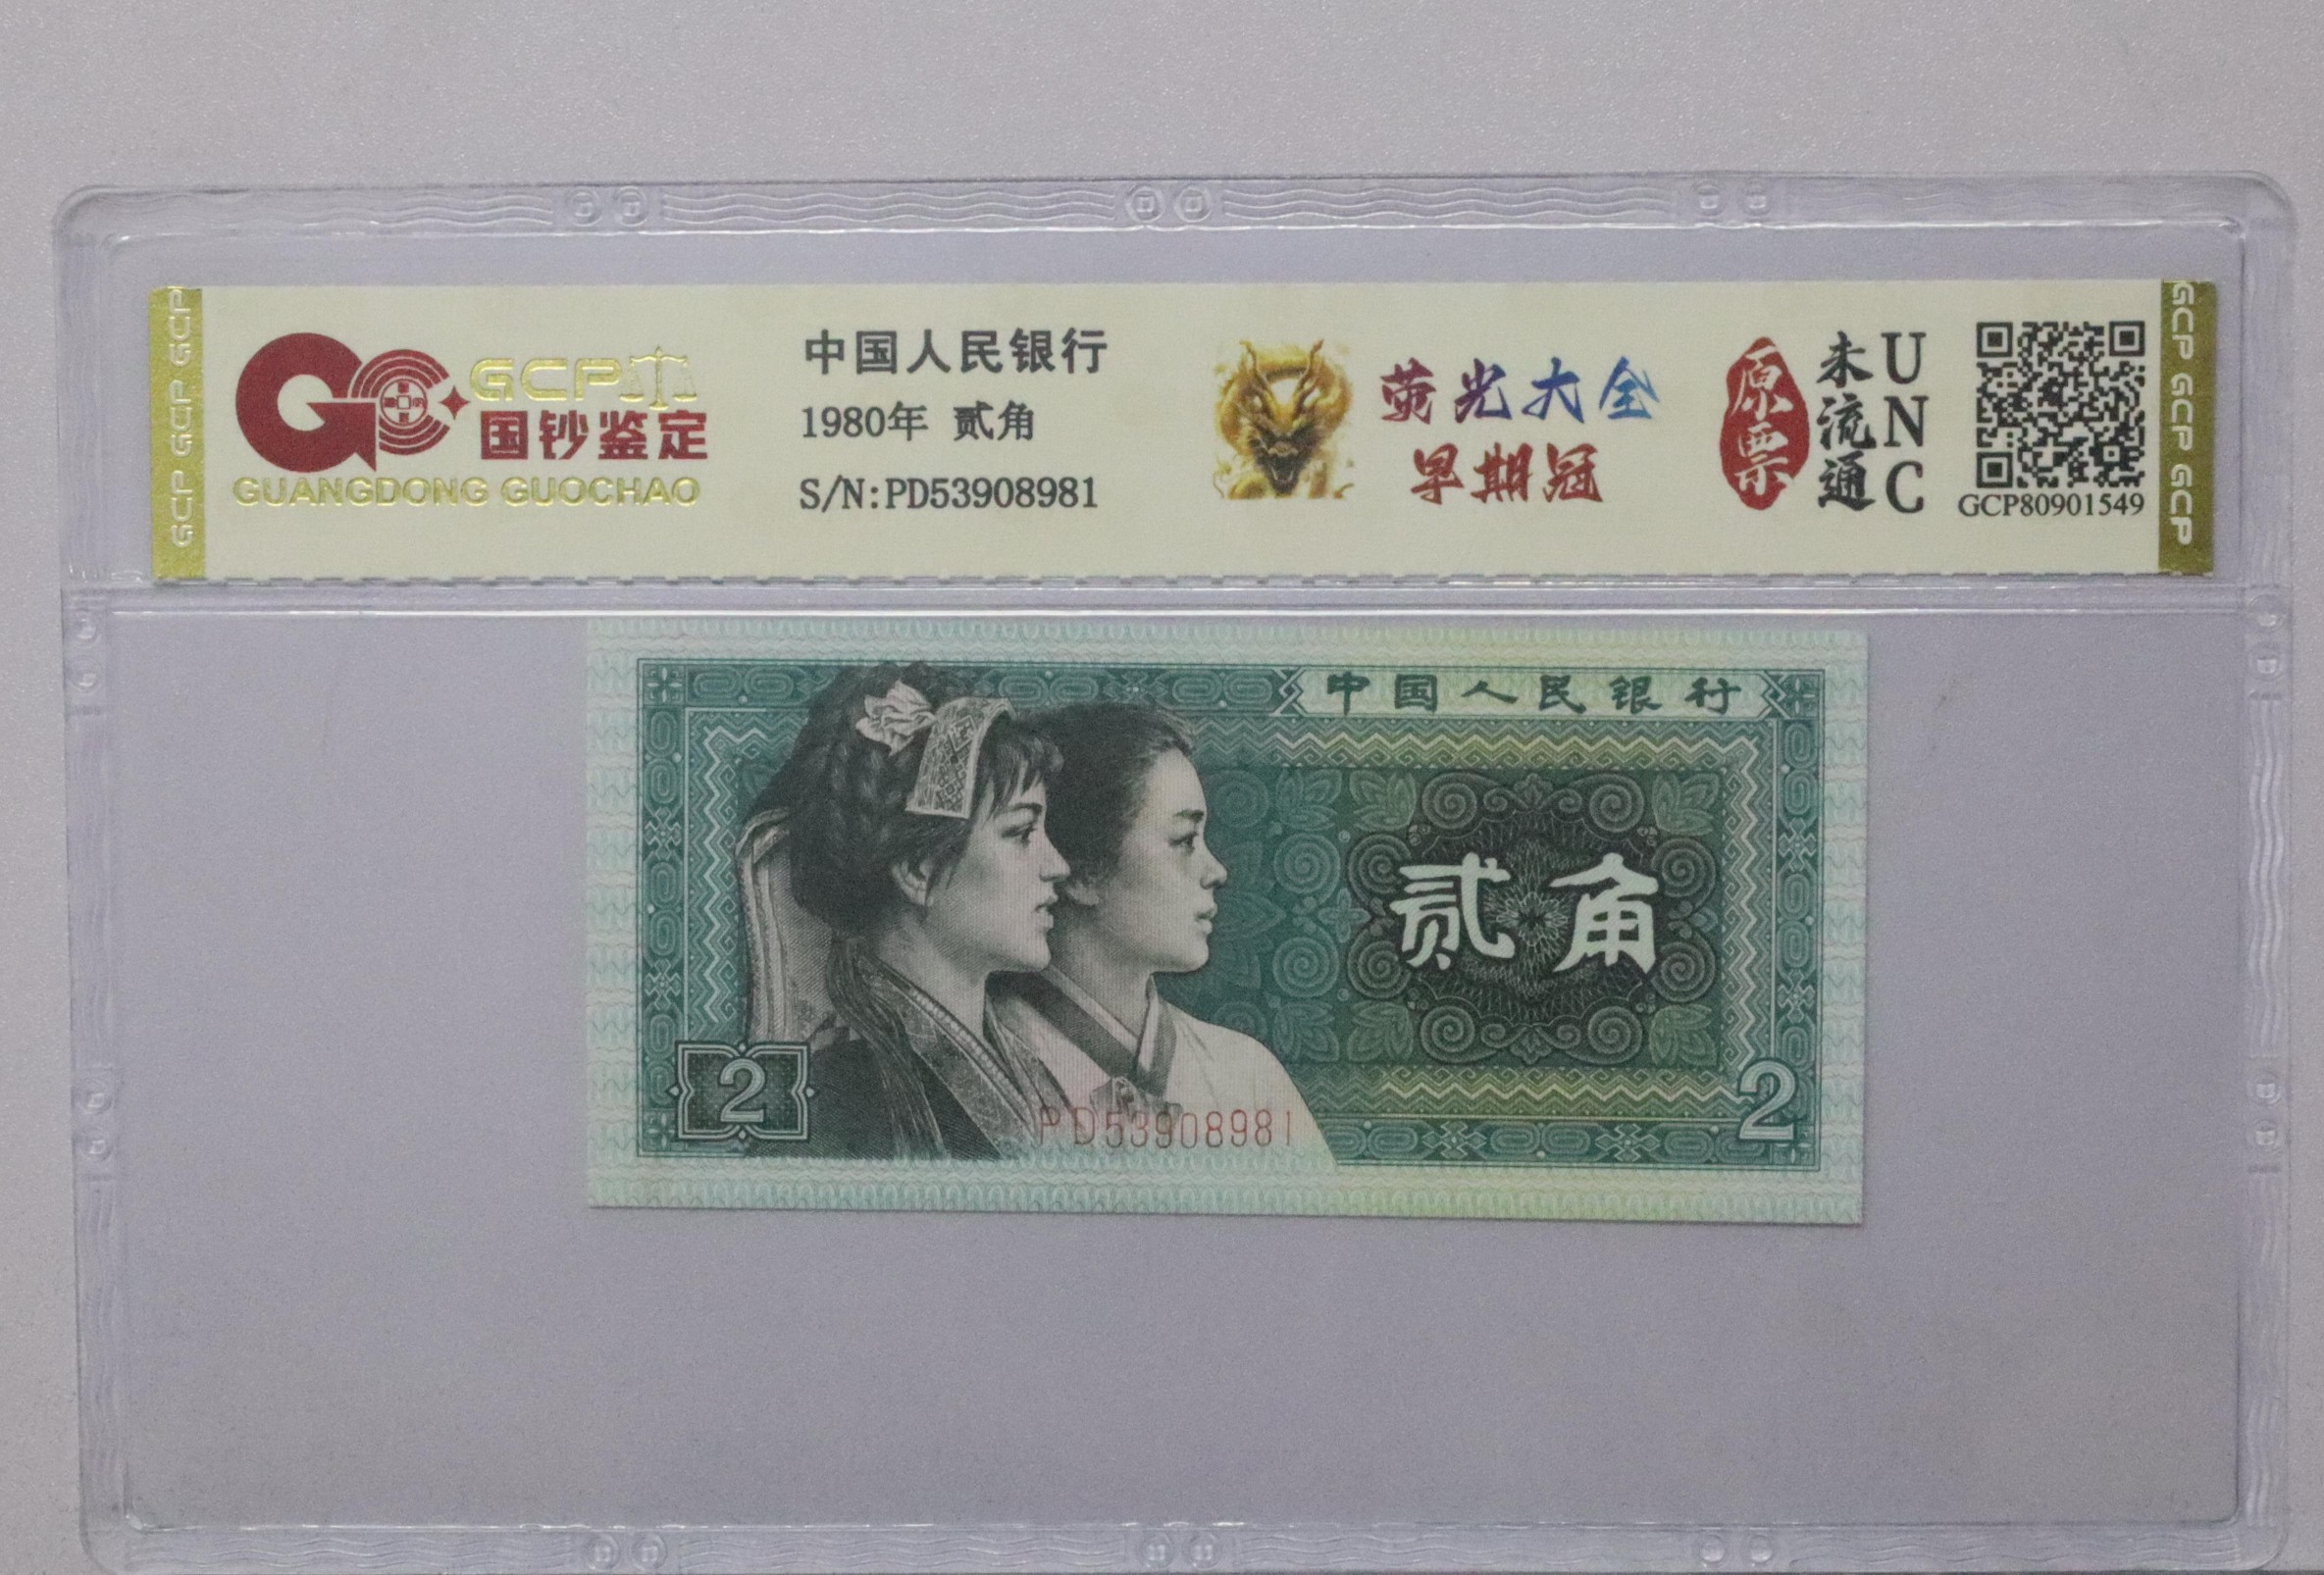 GCP GCP GCP
GCP
国钞鉴定
GUANGDONG GUOCHAO
中国人民银行
1980年 贰角
S/N:PD53908981
荧光大全
早期冠
原票
未流通
UNC
GCP80901549
GCP GCP GCP
中国人民银行
贰角
2
PD53908981
2